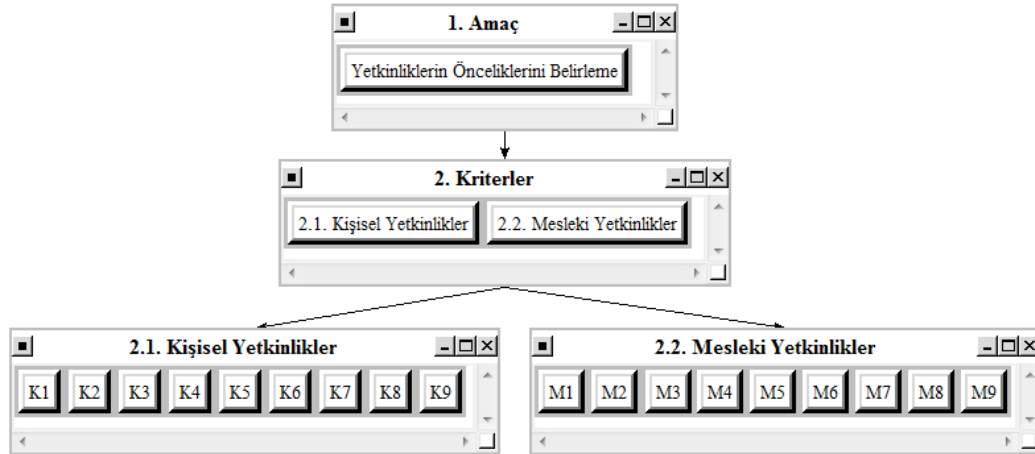 1. Amaç
Yetkinliklerin Önceliklerini Belirleme
2. Kriterler
2.1. Kişisel Yetkinlikler 2.2. Mesleki Yetkinlikler
2.1. Kişisel Yetkinlikler
K1 K2 K3 K4 K5 K6 K7 K8 K9
2.2. Mesleki Yetkinlikler
M1 M2 M3 M4 M5 M6 M7 M8 M9